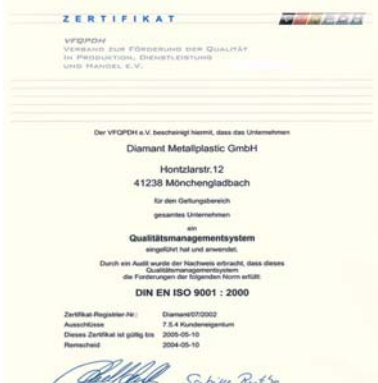 ZERTIFIKAT
VFQPDH
VERBAND ZUR FÖRDERUNG DER QUALITÄT
IN PRODUKTION, DIENSTLEISTUNG
UND HANDEL E.V.
Der VFQPDH e.V. bescheinigt hiermit, dass das Unternehmen
Diamant Metallplastic GmbH
Hontzlarstr.12
41238 Mönchengladbach
für den Geltungsbereich
gesamtes Unternehmen
ein
Qualitätsmanagementsystem
eingeführt hat und anwendet.
Durch ein Audit wurde der Nachweis erbracht, dass dieses
Qualitätsmanagementsystem
die Forderungen der folgenden Norm erfüllt:
DIN EN ISO 9001 : 2000
Zertifikat-Register-Nr.: Diamant/07/2002
Ausschlüsse 7.5.4 Kundeneigentum
Dieses Zertifikat ist gültig bis 2005-05-10
Remscheid 2004-05-10